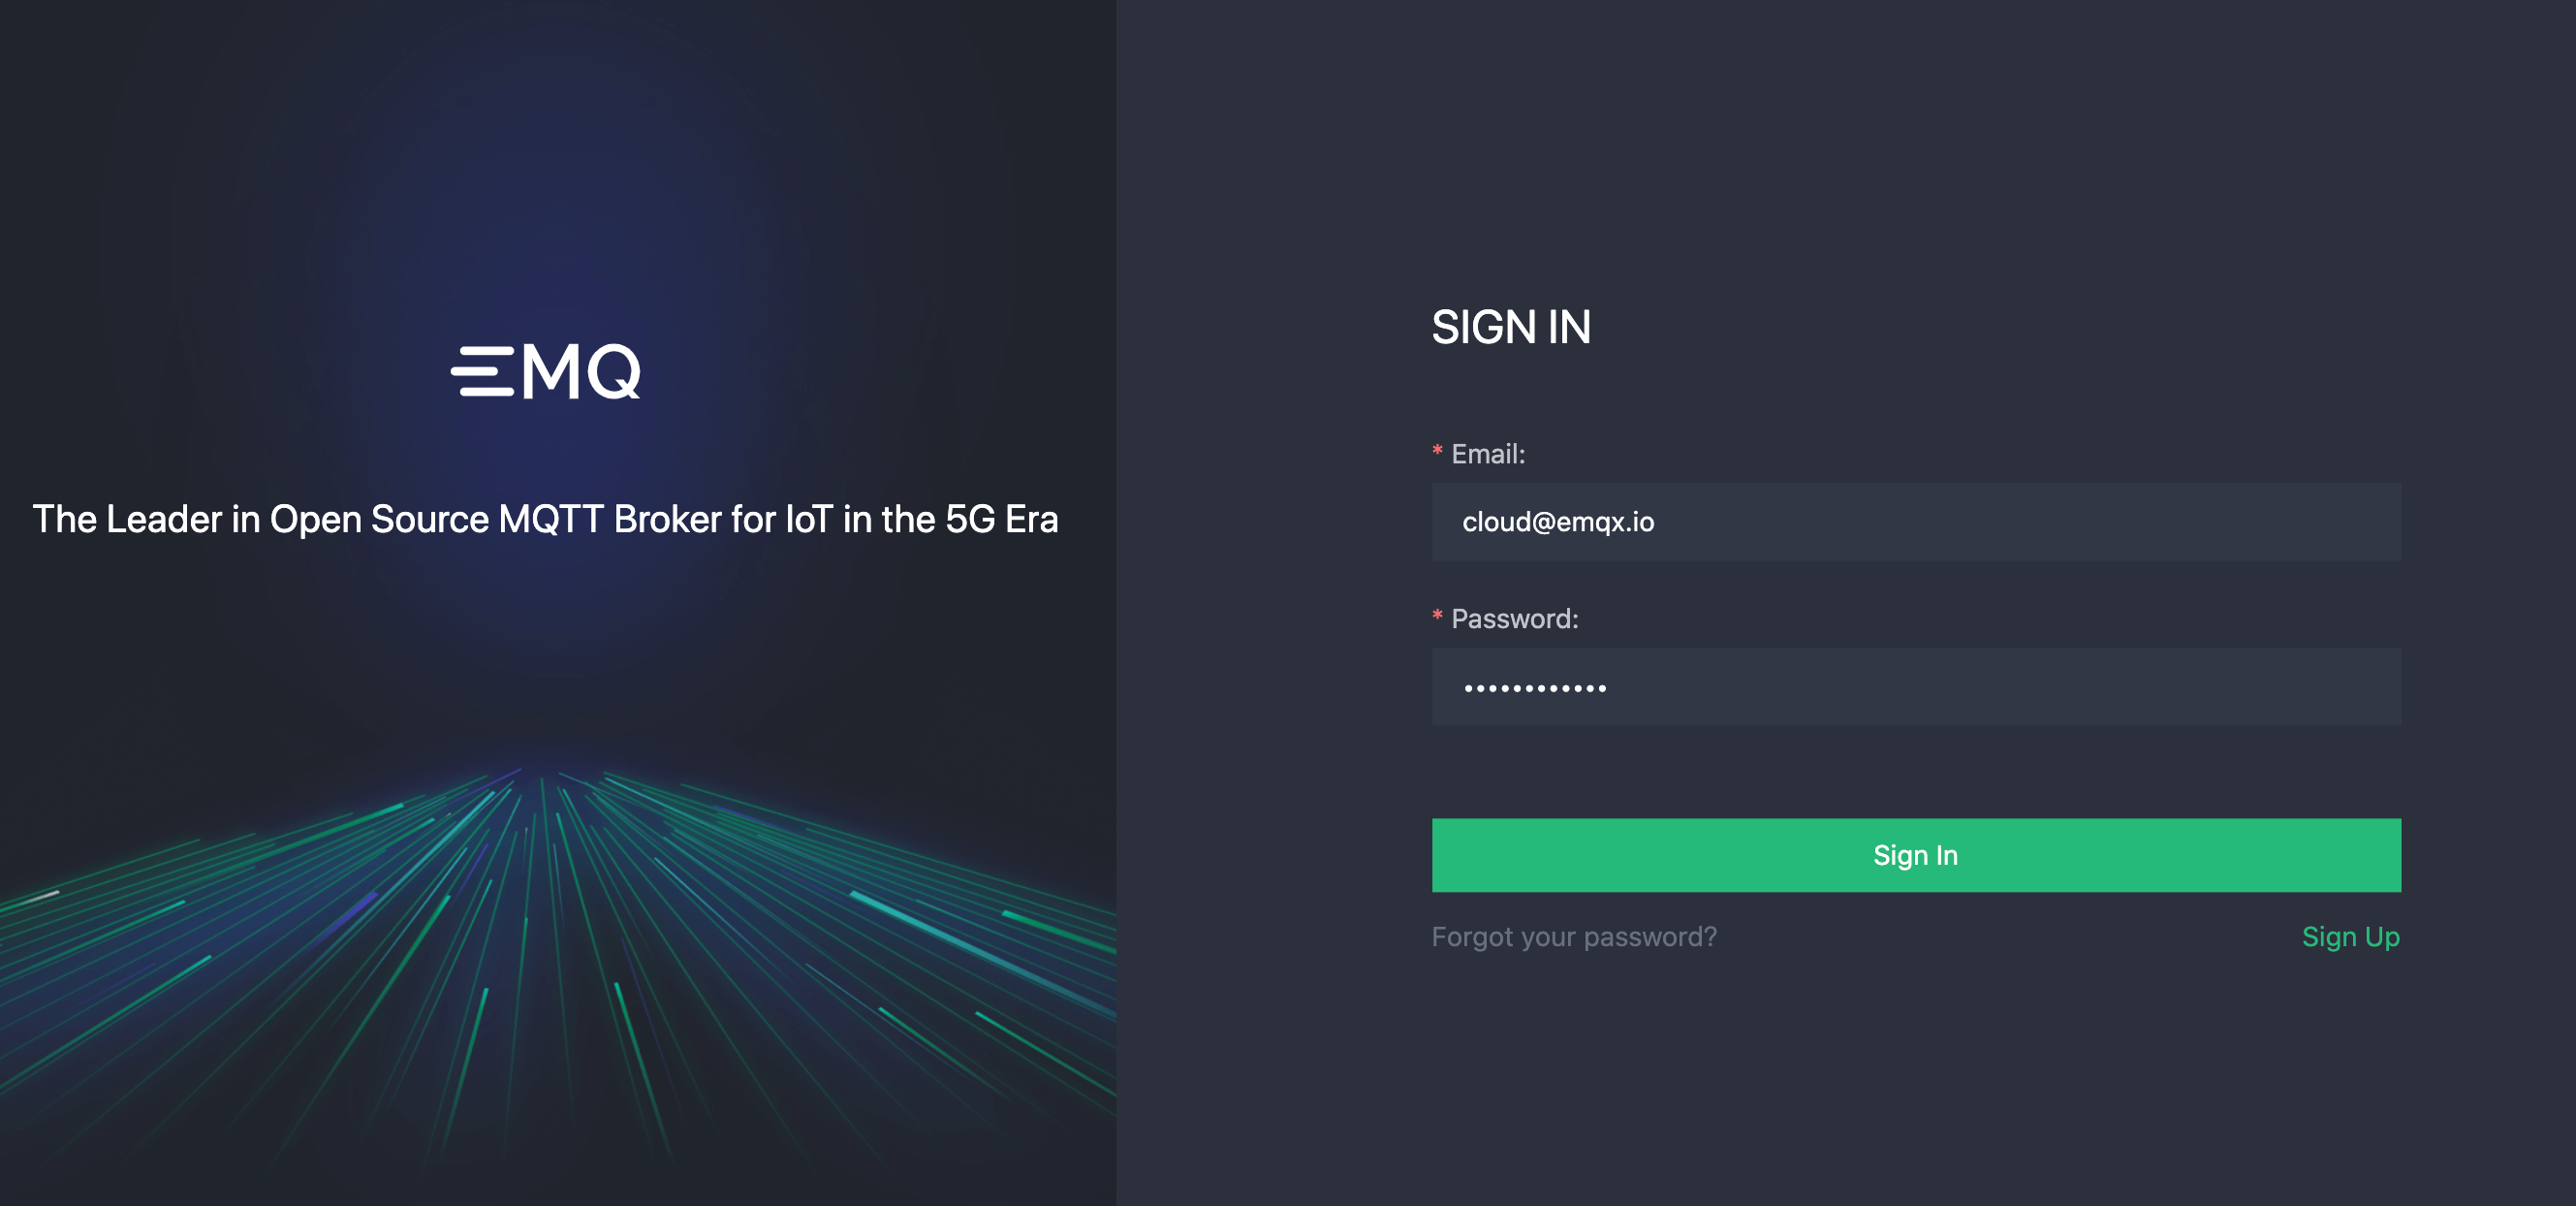 EMQ
The Leader in Open Source MQTT Broker for IoT in the 5G Era
SIGN IN
* Email:
cloud@emqx.io
* Password:
••••••••••••
Sign In
Forgot your password?
Sign Up